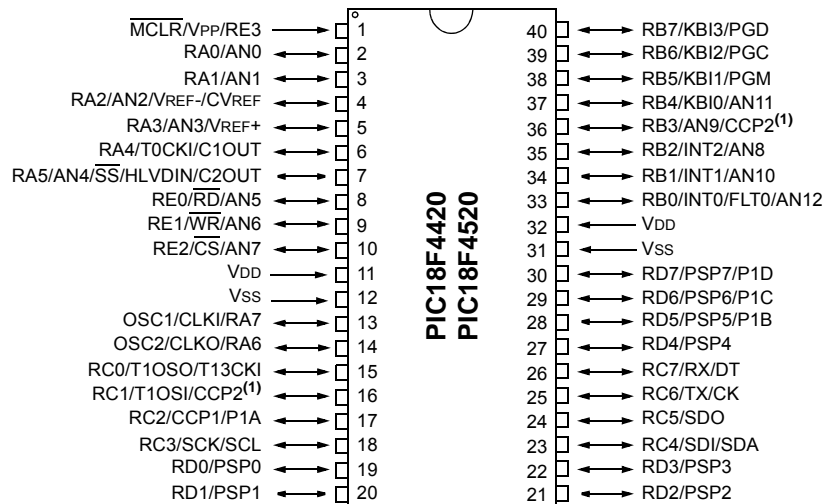 MCLR/VPP/RE3 1 40 RB7/KBI3/PGD
RA0/AN0 2 39 RB6/KBI2/PGC
RA1/AN1 3 38 RB5/KBI1/PGM
RA2/AN2/VREF-/CVREF 4 37 RB4/KBI0/AN11
RA3/AN3/VREF+ 5 36 RB3/AN9/CCP2(1)
RA4/T0CKI/C1OUT 6 35 RB2/INT2/AN8
RA5/AN4/SS/HLVDIN/C2OUT 7 34 RB1/INT1/AN10
RE0/RD/AN5 8 33 RB0/INT0/FLT0/AN12
RE1/WR/AN6 9 32 VDD
RE2/CS/AN7 10 31 VSS
VDD 11 30 RD7/PSP7/P1D
VSS 12 29 RD6/PSP6/P1C
OSC1/CLKI/RA7 13 28 RD5/PSP5/P1B
OSC2/CLKO/RA6 14 27 RD4/PSP4
RC0/T1OSO/T13CKI 15 26 RC7/RX/DT
RC1/T1OSI/CCP2(1) 16 25 RC6/TX/CK
RC2/CCP1/P1A 17 24 RC5/SDO
RC3/SCK/SCL 18 23 RC4/SDI/SDA
RD0/PSP0 19 22 RD3/PSP3
RD1/PSP1 20 21 RD2/PSP2
PIC18F4420
PIC18F4520